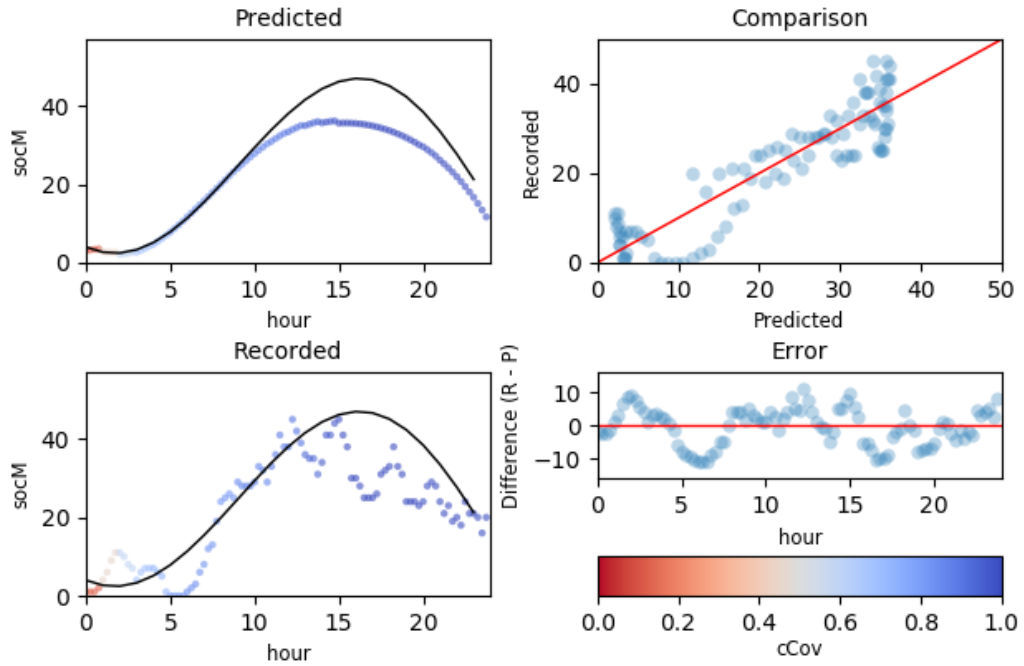 Predicted
socM
40
20
0
0 5 10 15 20
hour
Comparison
Recorded
40
20
0
0 10 20 30 40 50
Predicted
Recorded
socM
40
20
0
0 5 10 15 20
hour
Error
Difference (R - P)
10
0
−10
0 5 10 15 20
hour
0.0 0.2 0.4 0.6 0.8 1.0
cCov